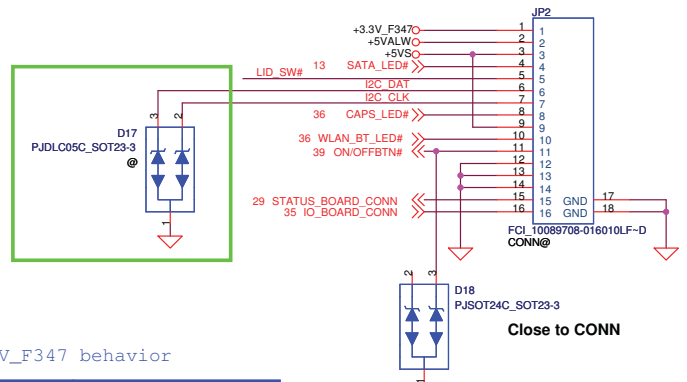 JP2
+3.3V_F347 1 1
+5VALW 2 2
+5VS 3 3
13 SATA_LED# 4 4
LID_SW# 5 5
I2C_DAT 6 6
I2C_CLK 7 7
36 CAPS_LED# 8 8
9 9
36 WLAN_BT_LED# 10 10
39 ON/OFFBTN# 11 11
12 12
13 13
14 14
29 STATUS_BOARD_CONN 15 15 GND 17
35 IO_BOARD_CONN 16 16 GND 18
FCI_10089708-016010LF~D
CONN@
3 2
D17
PJDLC05C_SOT23-3
@
1
2 3
D18
PJSOT24C_SOT23-3
Close to CONN
1
V_F347 behavior